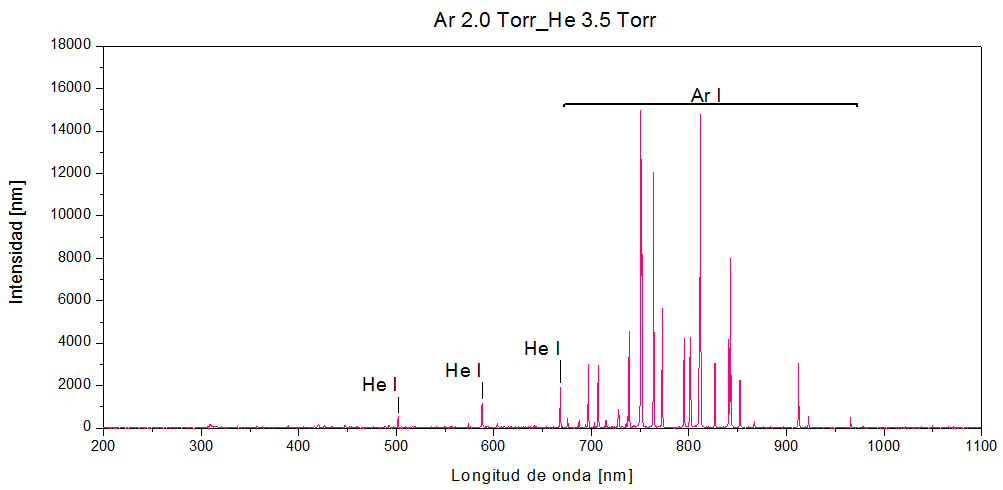 Ar 2.0 Torr_He 3.5 Torr
18000
16000
14000
12000
10000
8000
6000
4000
2000
0
Intensidad [nm]
Ar I
He I
He I
He I
200 300 400 500 600 700 800 900 1000 1100
Longitud de onda [nm]